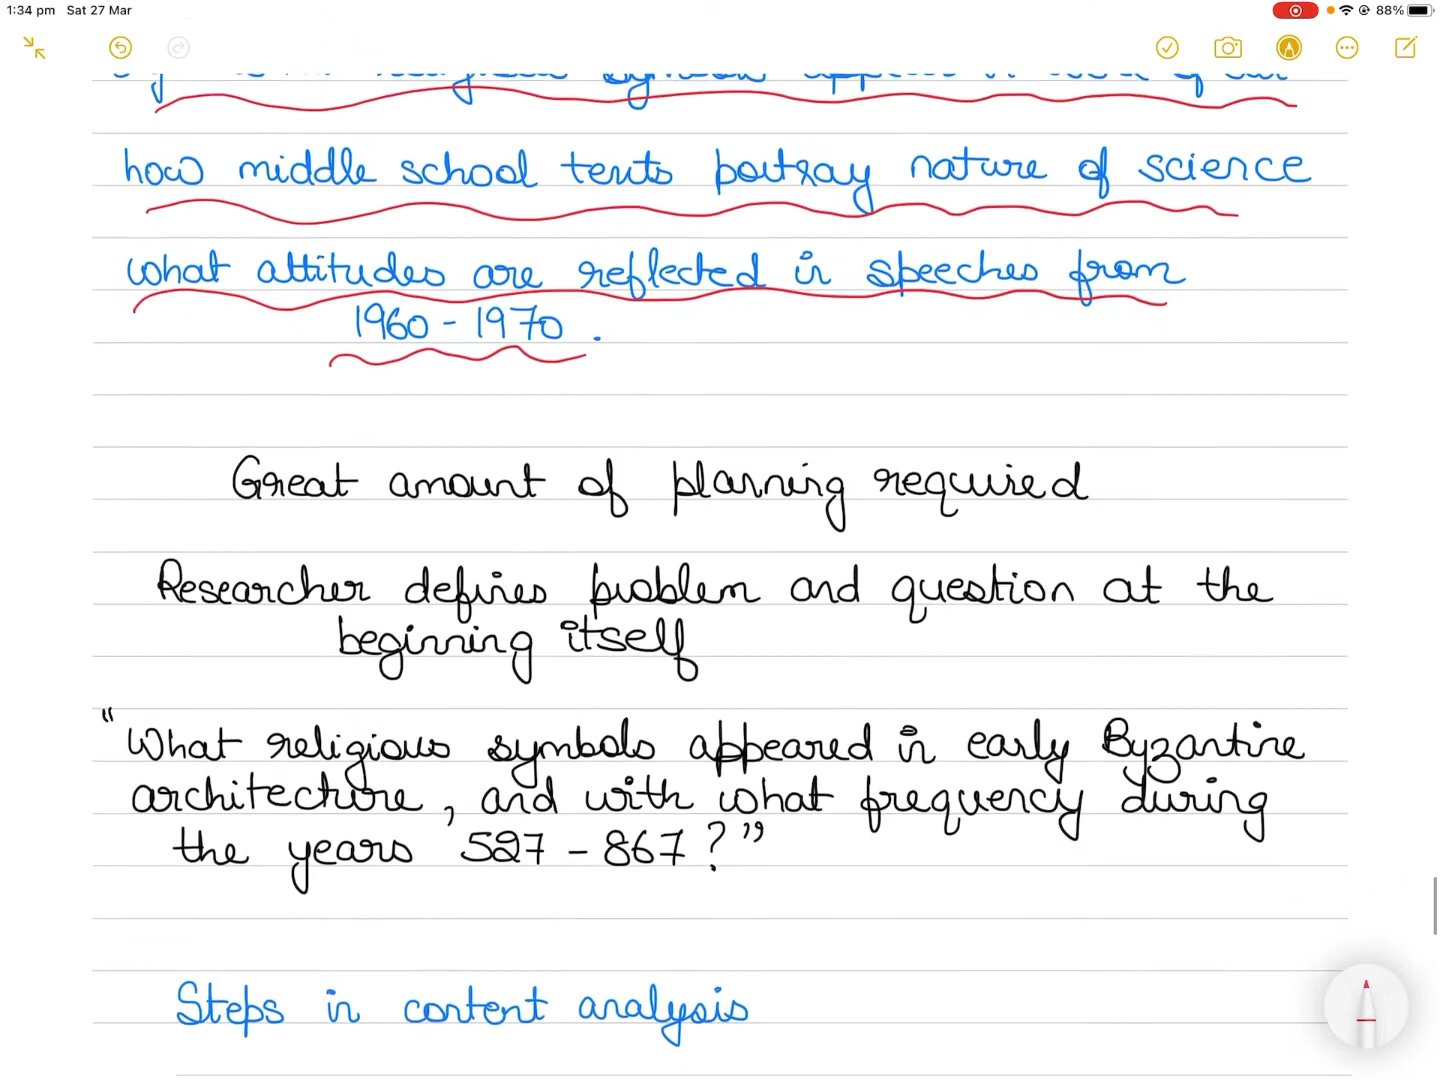 1:34 pm Sat 27 Mar 88%
symbols
how middle school texts portray nature of science
what attitudes are reflected in speeches from
1960 - 1970 .
Great amount of planning required
Researcher defines problem and question at the
beginning itself
"What religious symbols appeared in early Byzantine
architecture, and with what frequency during
the years 527 - 867 ?"
Steps in content analysis